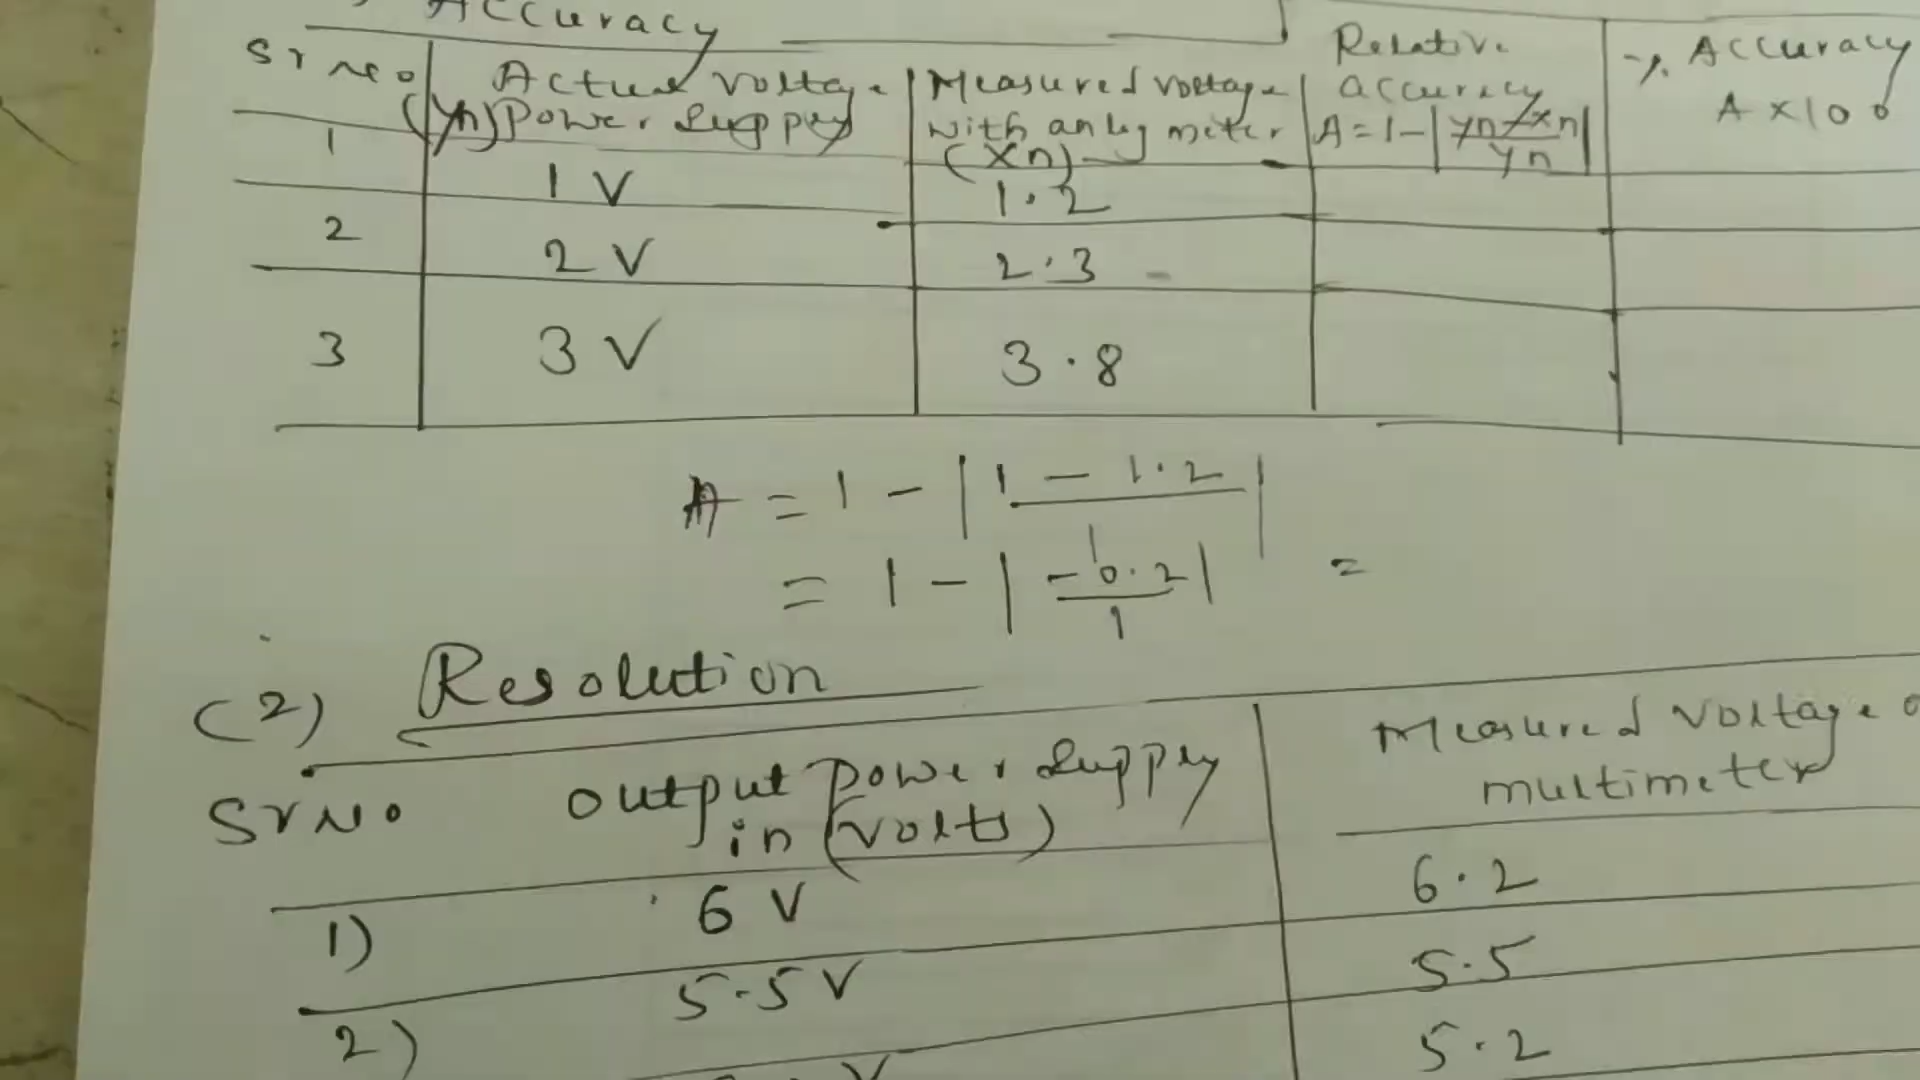 Accuracy
Sr No. | Actual Voltage (Yn) Power Supply | Measured Voltage with analog meter (Xn) | Relative accuracy A = 1 - |Yn - Xn / Yn| | % Accuracy A x 100
1 | 1 V | 1.2
2 | 2 V | 2.3
3 | 3 V | 3.8
A = 1 - |1 - 1.2 / 1|
= 1 - |-0.2 / 1| =
(2) Resolution
Sr No. | output power supply in (volts) | Measured voltage multimeter
1) | 6 V | 6.2
2) | 5.5 V | 5.5
5.2